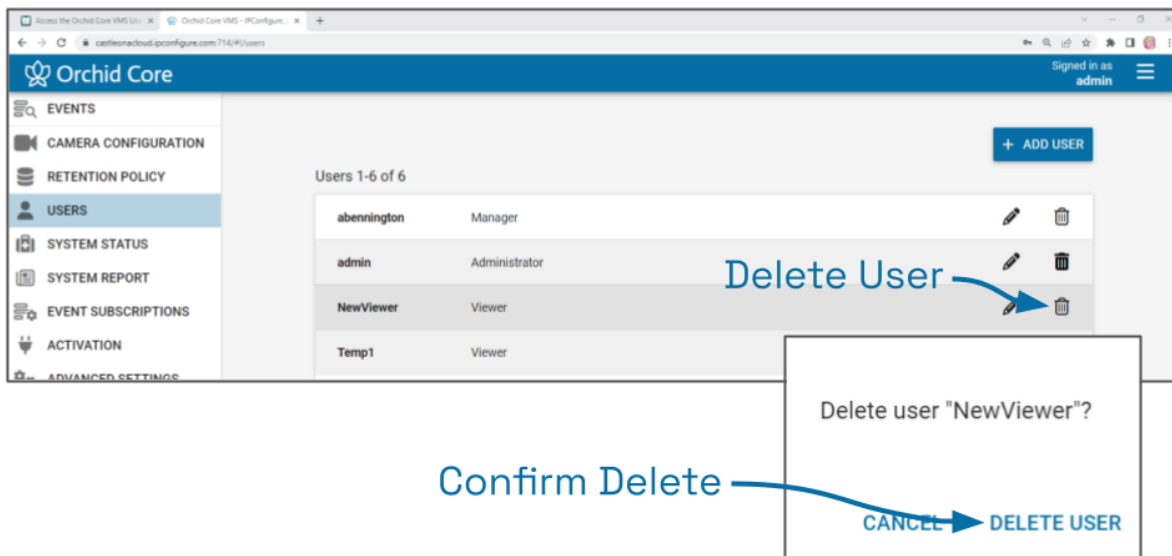 Access the Orchid Core VMS Us
Orchid Core VMS - IPConfigure,
castleonacloud.ipconfigure.com:714/#!/users
Orchid Core
Signed in as
admin
EVENTS
CAMERA CONFIGURATION
RETENTION POLICY
USERS
SYSTEM STATUS
SYSTEM REPORT
EVENT SUBSCRIPTIONS
ACTIVATION
ADVANCED SETTINGS
+ ADD USER
Users 1-6 of 6
abennington Manager
admin Administrator
NewViewer Viewer
Temp1 Viewer
Delete User
Delete user "NewViewer"?
Confirm Delete
CANCEL DELETE USER